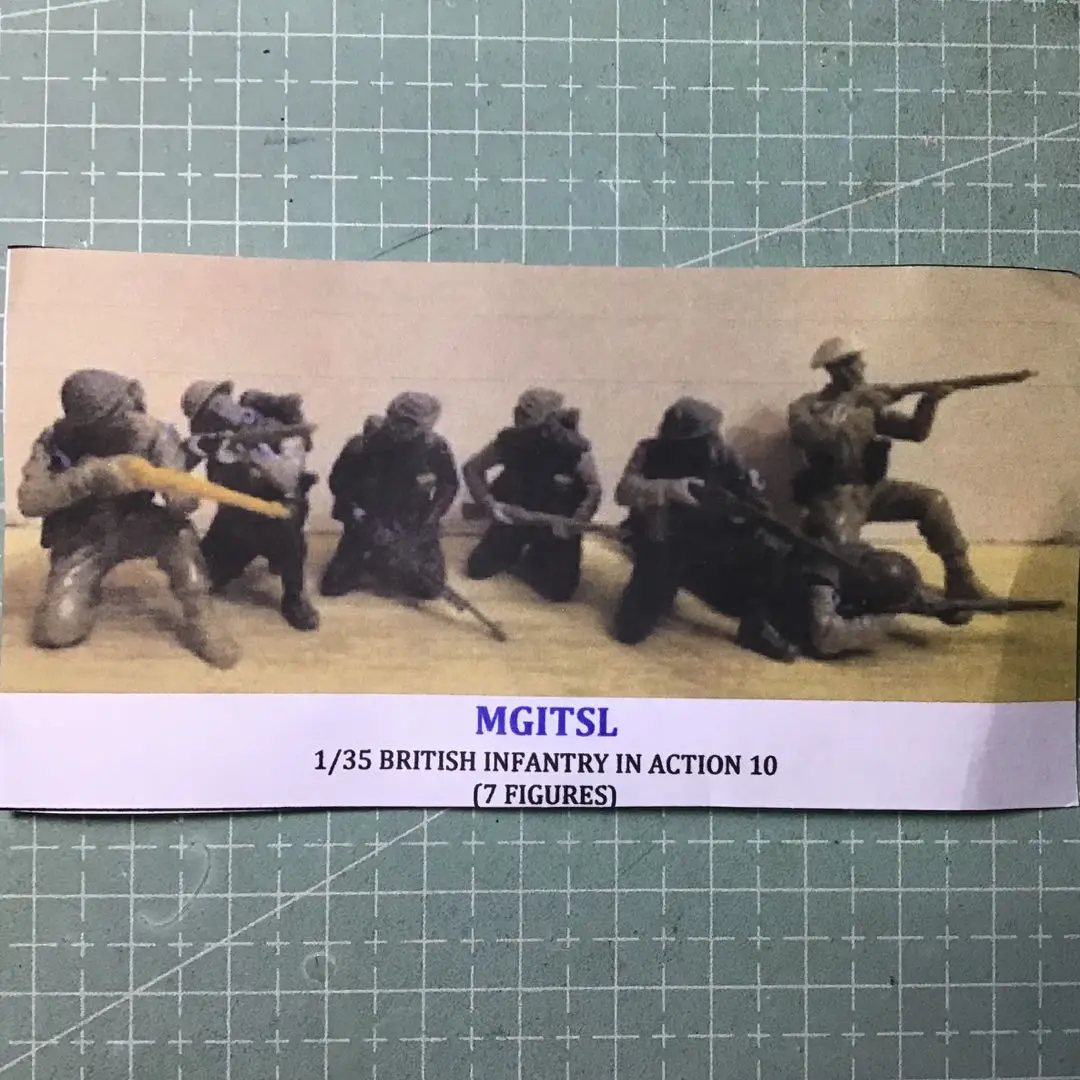 MGITSL
1/35 BRITISH INFANTRY IN ACTION 10
(7 FIGURES)